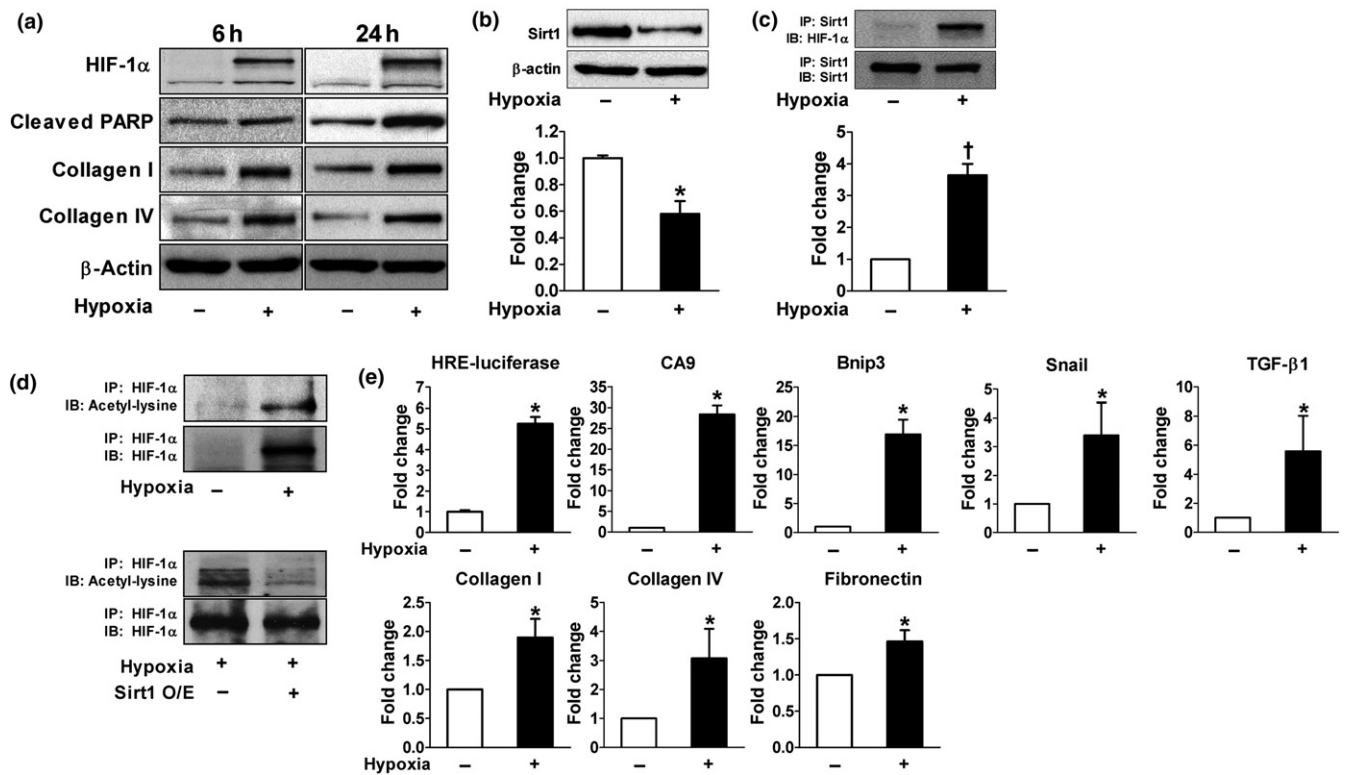 (a)
6 h 24 h
HIF-1α
Cleaved PARP
Collagen I
Collagen IV
β-Actin
Hypoxia – + – +
(b)
Sirt1
β-actin
Hypoxia – +
Fold change
1.2
1.0
0.8
0.6
0.4
0.2
0.0
*
Hypoxia – +
(c)
IP: Sirt1
IB: HIF-1α
IP: Sirt1
IB: Sirt1
Hypoxia – +
Fold change
5
4
3
2
1
0
†
Hypoxia – +
(d)
IP: HIF-1α
IB: Acetyl-lysine
IP: HIF-1α
IB: HIF-1α
Hypoxia – +
IP: HIF-1α
IB: Acetyl-lysine
IP: HIF-1α
IB: HIF-1α
Hypoxia + +
Sirt1 O/E – +
(e)
HRE-luciferase
Fold change
7
6
5
4
3
2
1
0
*
Hypoxia – +
CA9
Fold change
35
30
25
20
15
10
5
0
*
– +
Bnip3
Fold change
25
20
15
10
5
0
*
– +
Snail
Fold change
5
4
3
2
1
0
*
– +
TGF-β1
Fold change
10
8
6
4
2
0
*
– +
Collagen I
Fold change
2.5
2.0
1.5
1.0
0.5
0.0
*
Hypoxia – +
Collagen IV
Fold change
5
4
3
2
1
0
*
– +
Fibronectin
Fold change
2.0
1.5
1.0
0.5
0.0
*
– +